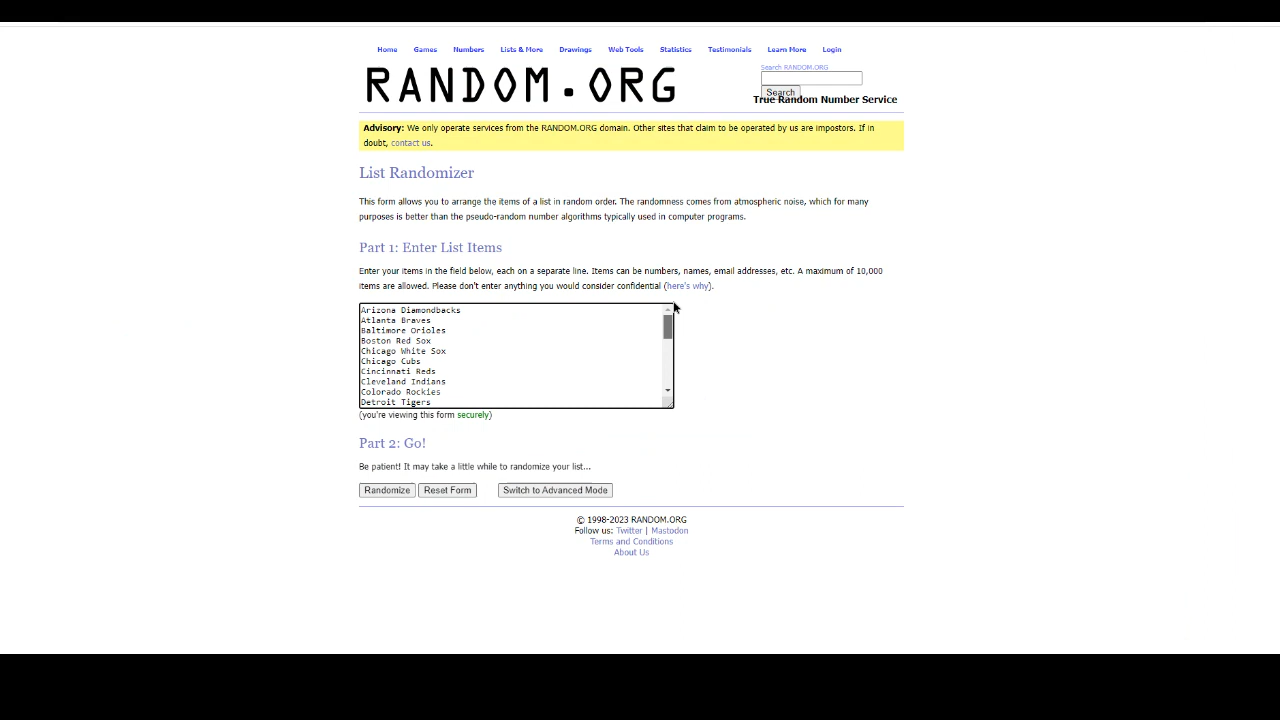 Home Games Numbers Lists & More Drawings Web Tools Statistics Testimonials Learn More Login
RANDOM.ORG
Search RANDOM.ORG
Search
True Random Number Service
Advisory: We only operate services from the RANDOM.ORG domain. Other sites that claim to be operated by us are impostors. If in
doubt, contact us.
List Randomizer
This form allows you to arrange the items of a list in random order. The randomness comes from atmospheric noise, which for many
purposes is better than the pseudo-random number algorithms typically used in computer programs.
Part 1: Enter List Items
Enter your items in the field below, each on a separate line. Items can be numbers, names, email addresses, etc. A maximum of 10,000
items are allowed. Please don't enter anything you would consider confidential (here's why).
Arizona Diamondbacks
Atlanta Braves
Baltimore Orioles
Boston Red Sox
Chicago White Sox
Chicago Cubs
Cincinnati Reds
Cleveland Indians
Colorado Rockies
Detroit Tigers
(you're viewing this form securely)
Part 2: Go!
Be patient! It may take a little while to randomize your list...
Randomize Reset Form Switch to Advanced Mode
© 1998-2023 RANDOM.ORG
Follow us: Twitter | Mastodon
Terms and Conditions
About Us